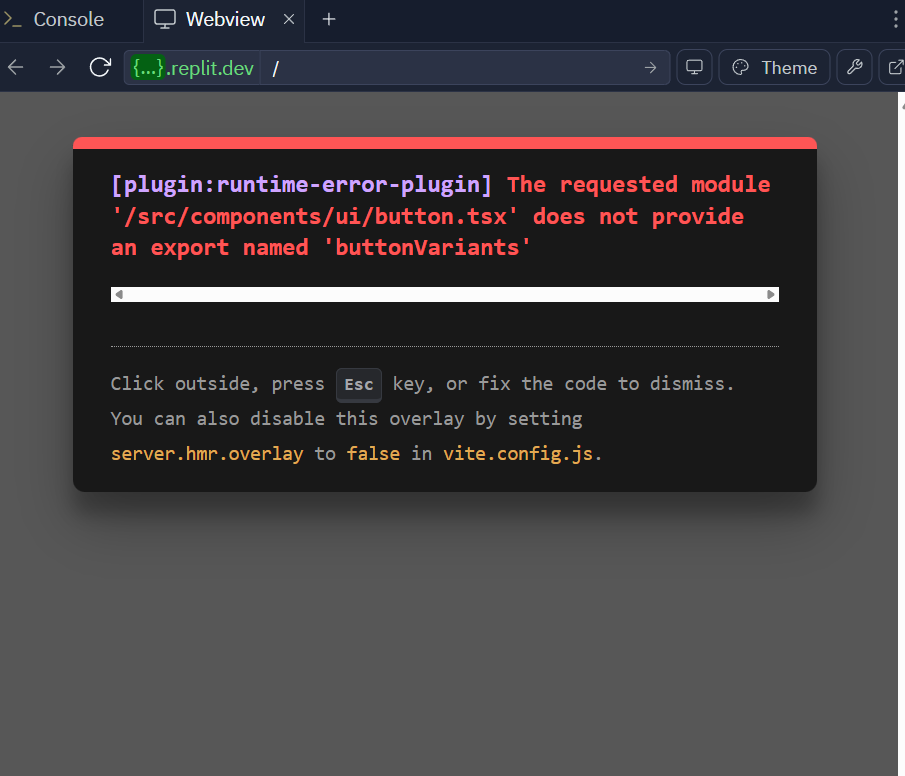 >_ Console
Webview × +
{...}.replit.dev /
Theme
[plugin:runtime-error-plugin] The requested module
'/src/components/ui/button.tsx' does not provide
an export named 'buttonVariants'
Click outside, press Esc key, or fix the code to dismiss.
You can also disable this overlay by setting
server.hmr.overlay to false in vite.config.js.